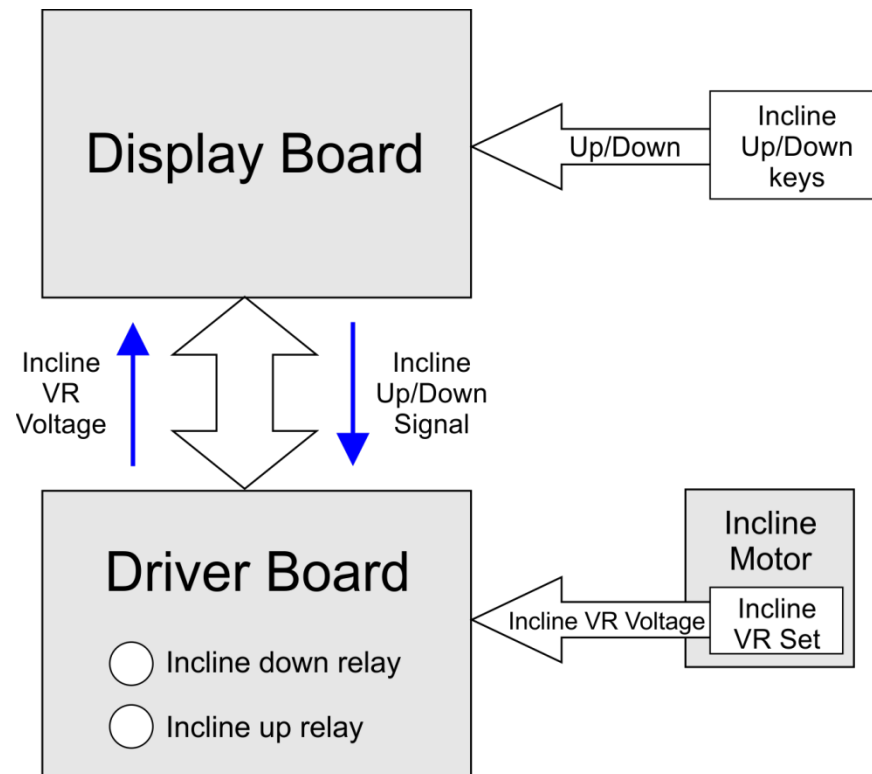 Display Board
Up/Down
Incline
Up/Down
keys
Incline
VR
Voltage
Incline
Up/Down
Signal
Driver Board
Incline down relay
Incline up relay
Incline VR Voltage
Incline
Motor
Incline
VR Set